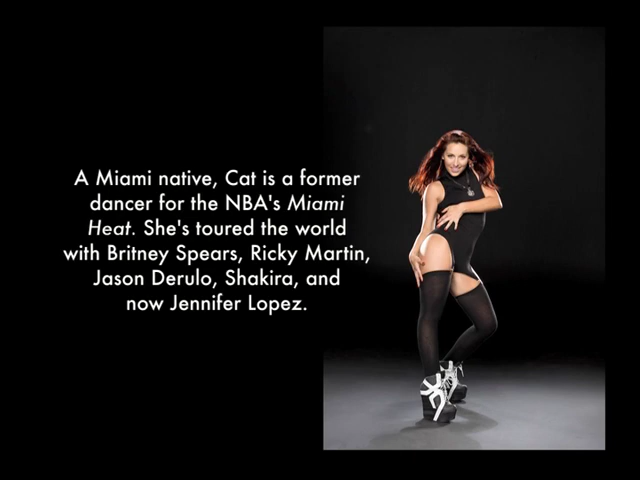 A Miami native, Cat is a former
dancer for the NBA's Miami
Heat. She's toured the world
with Britney Spears, Ricky Martin,
Jason Derulo, Shakira, and
now Jennifer Lopez.